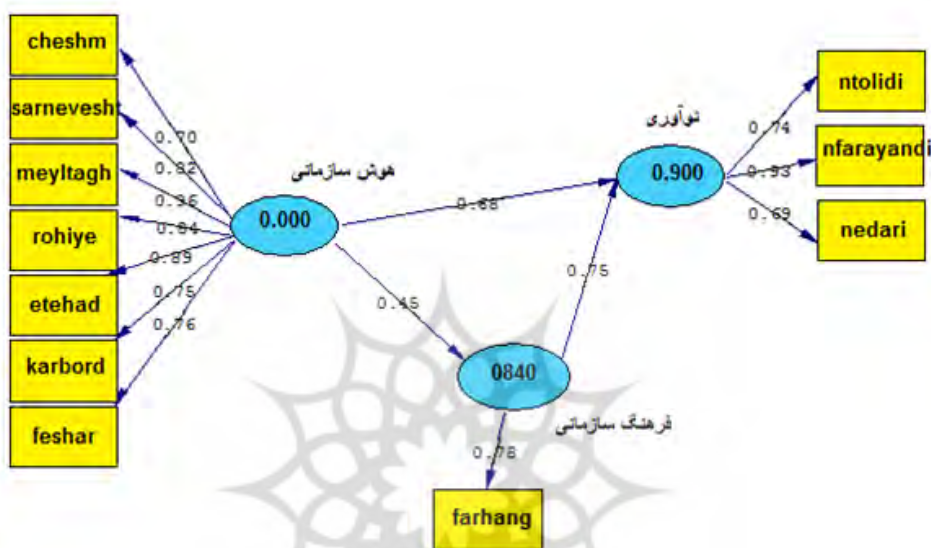 cheshm
sarnevesht
meyltagh
rohiye
etehad
karbord
feshar
0.70
0.82
0.96
0.84
0.89
0.75
0.76
هوش سازمانی
0.000
0.68
0.45
نوآوری
0.900
0.74
0.93
0.69
ntolidi
nfarayandi
nedari
0.75
0840
فرهنگ سازمانی
0.78
farhang